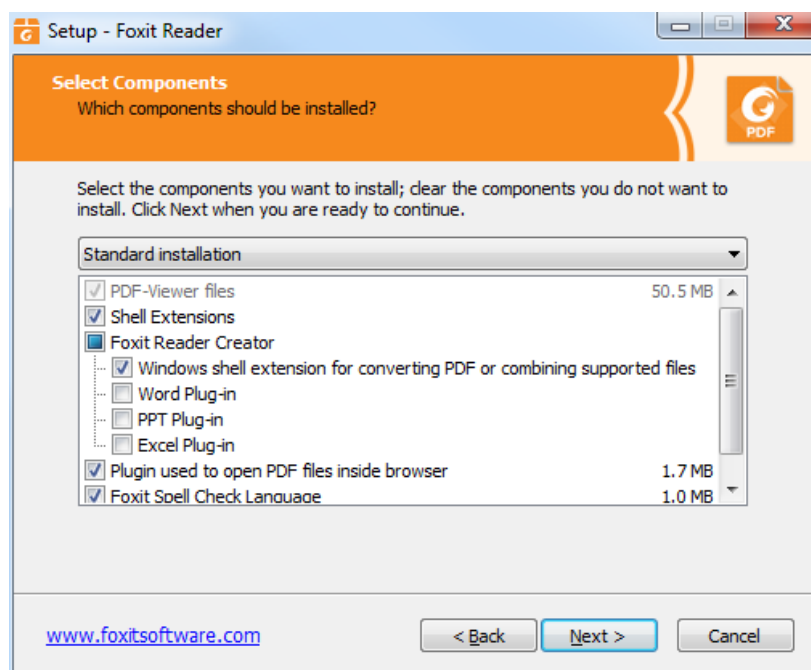 Setup - Foxit Reader
Select Components
Which components should be installed?
PDF
Select the components you want to install; clear the components you do not want to
install. Click Next when you are ready to continue.
Standard installation
PDF-Viewer files 50.5 MB
Shell Extensions
Foxit Reader Creator
Windows shell extension for converting PDF or combining supported files
Word Plug-in
PPT Plug-in
Excel Plug-in
Plugin used to open PDF files inside browser 1.7 MB
Foxit Spell Check Language 1.0 MB
www.foxitsoftware.com < Back Next > Cancel